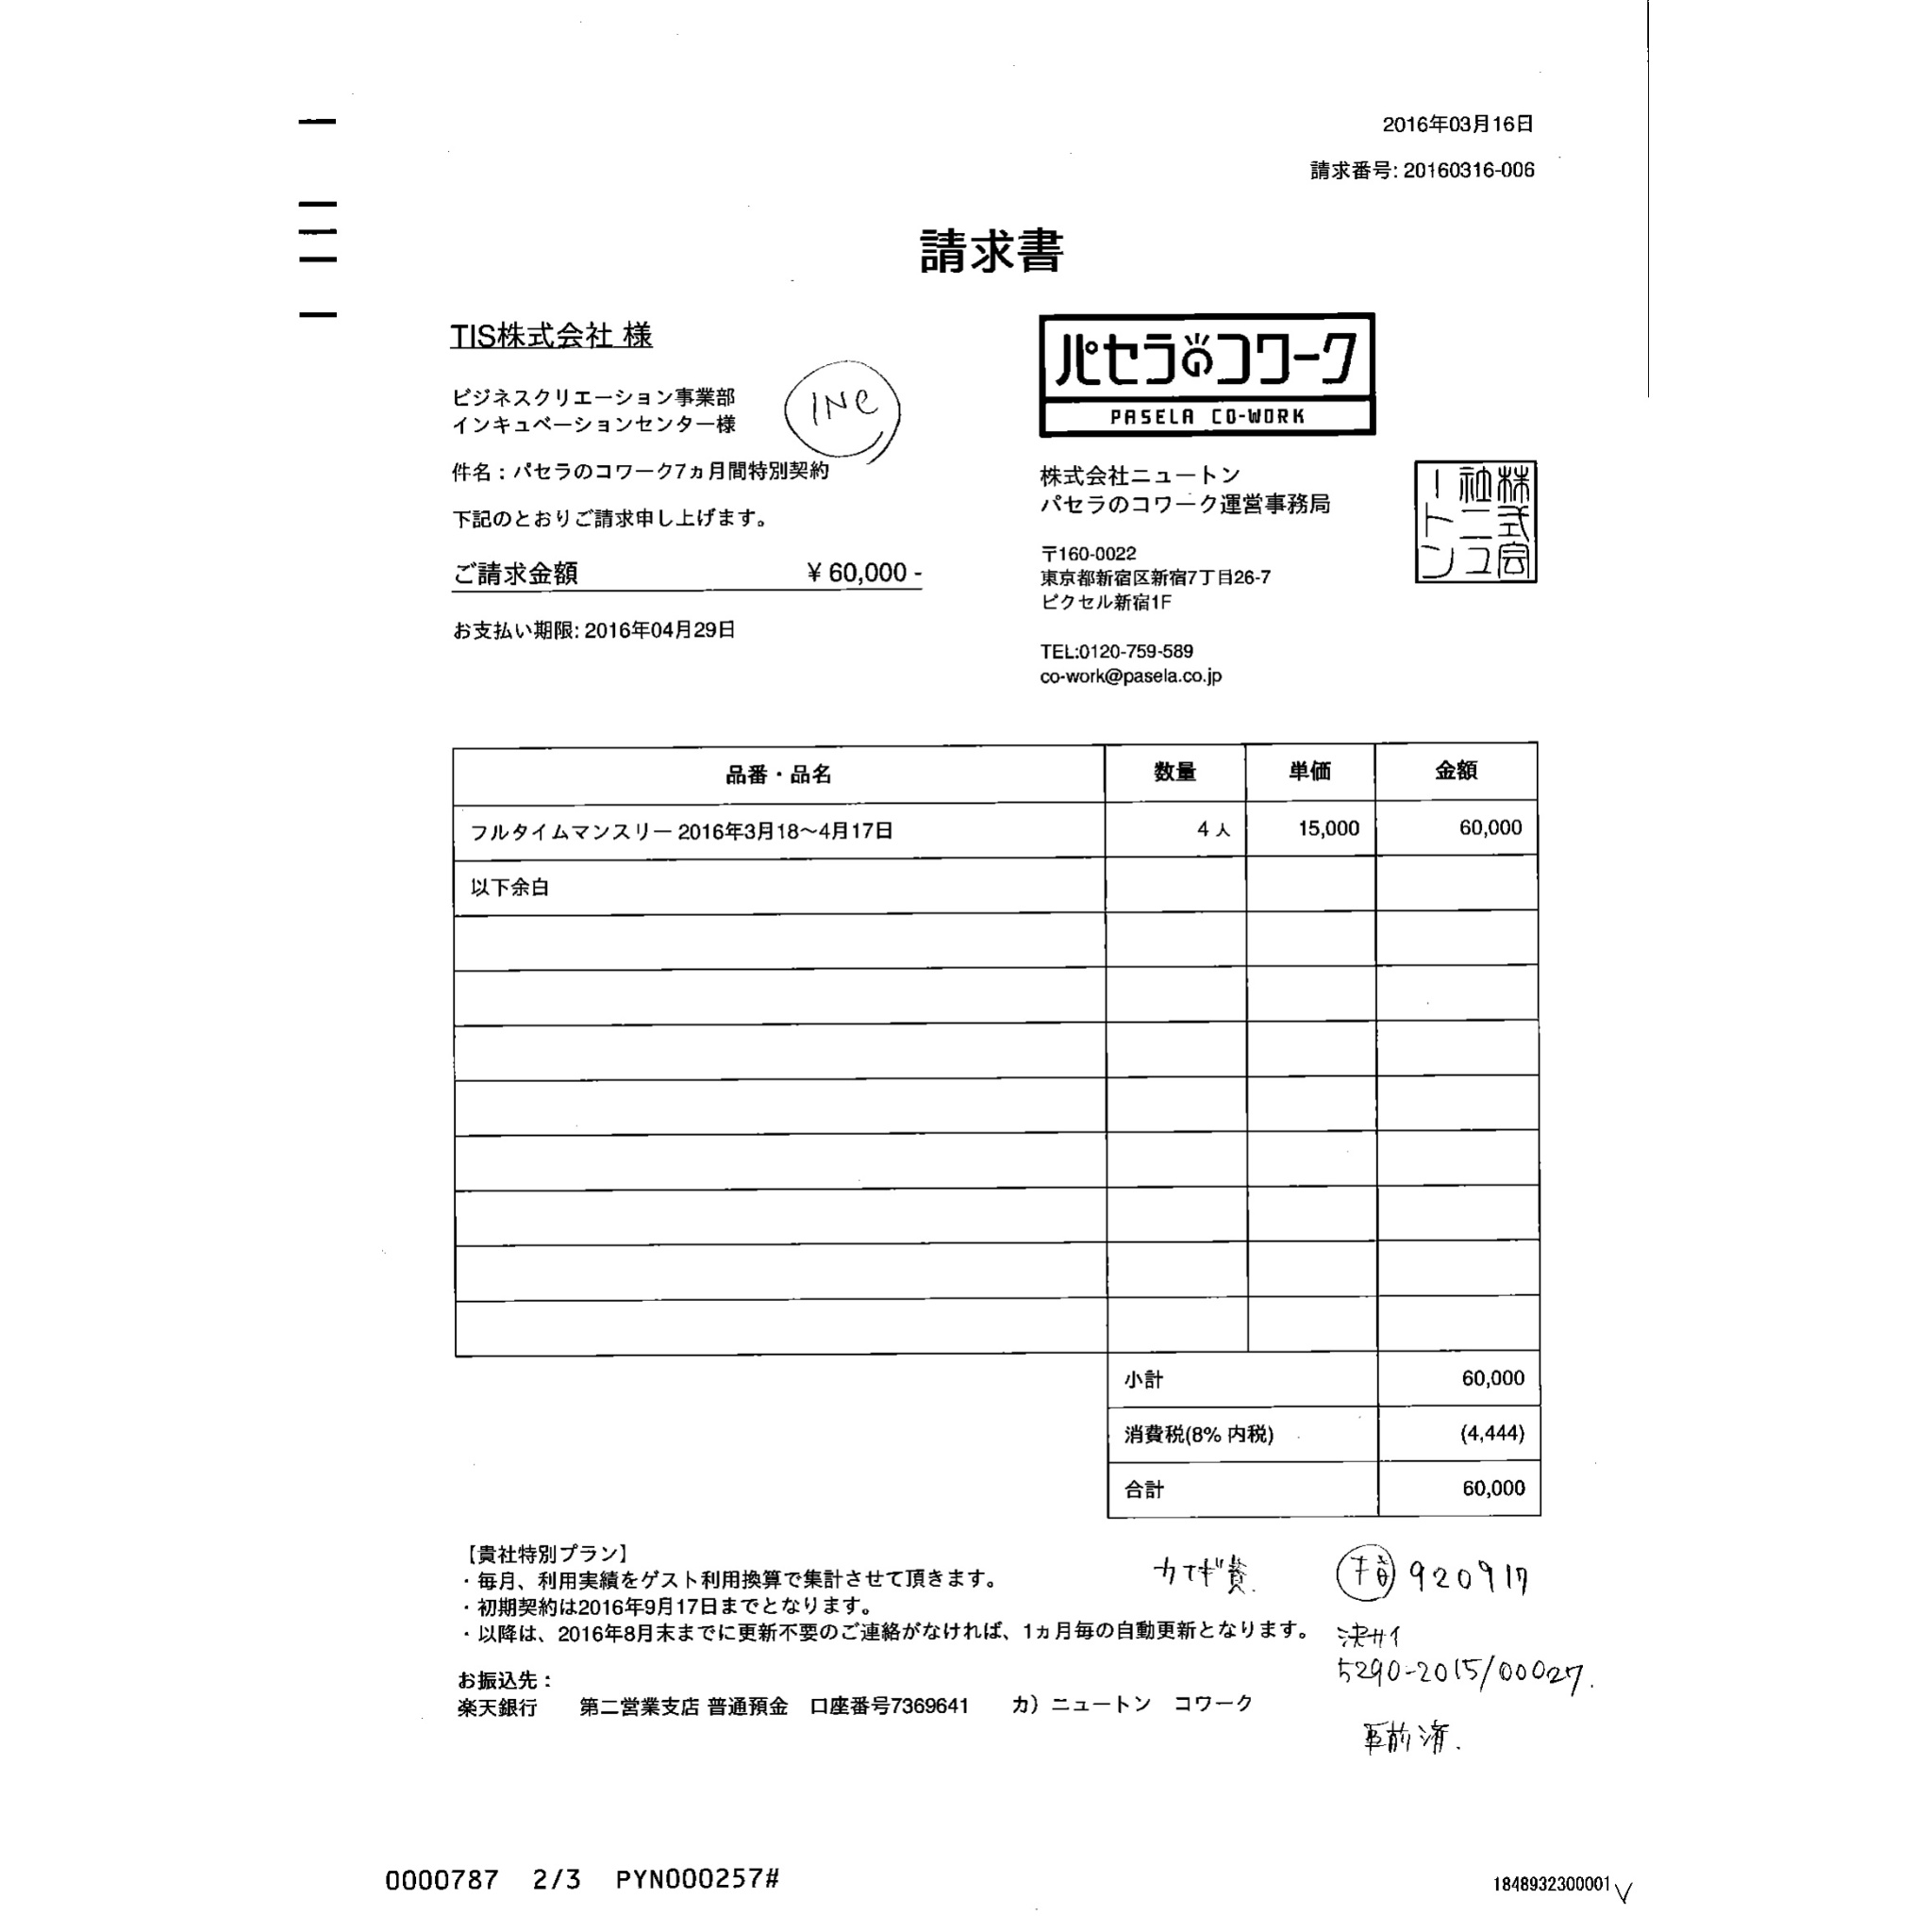 2016年03月16日
請求番号: 20160316-006
請求書
TIS株式会社 様
ビジネスクリエーション事業部
インキュベーションセンター様
INC
件名：パセラのコワーク7ヵ月間特別契約
下記のとおりご請求申し上げます。
ご請求金額 ¥ 60,000 -
お支払い期限: 2016年04月29日
パセラのコワーク
PASELA CO-WORK
株式会社ニュートン
パセラのコワーク運営事務局
株式会社ニュートン
〒160-0022
東京都新宿区新宿7丁目26-7
ピクセル新宿1F
TEL:0120-759-589
co-work@pasela.co.jp
品番・品名 数量 単価 金額
フルタイムマンスリー 2016年3月18〜4月17日 4 人 15,000 60,000
以下余白
小計 60,000
消費税(8% 内税) (4,444)
合計 60,000
【貴社特別プラン】
・毎月、利用実績をゲスト利用換算で集計させて頂きます。
・初期契約は2016年9月17日までとなります。
・以降は、2016年8月末までに更新不要のご連絡がなければ、1ヵ月毎の自動更新となります。
お振込先：
楽天銀行 第二営業支店 普通預金 口座番号7369641 カ）ニュートン コワーク
920917
決サイ
5290-2015/00027.
事前済.
0000787 2/3 PYN000257#
1848932300001